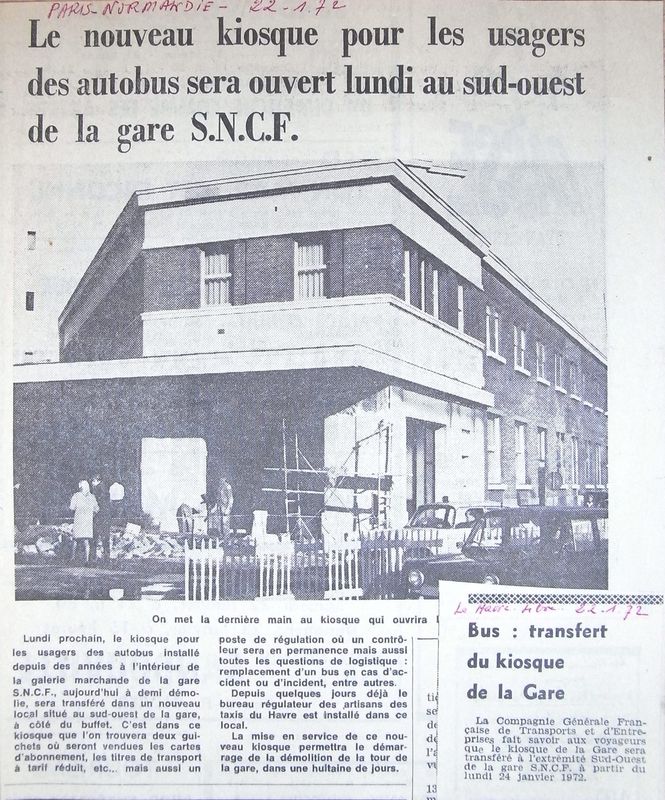 PARIS NORMANDIE - 22-1.72
Le nouveau kiosque pour les usagers
des autobus sera ouvert lundi au sud-ouest
de la gare S.N.C.F.
On met la dernière main au kiosque qui ouvrira
Lundi prochain, le kiosque pour
les usagers des autobus installé
depuis des années à l'intérieur de
la galerie marchande de la gare
S.N.C.F., aujourd'hui à demi démo-
lie, sera transféré dans un nouveau
local situé au sud-ouest de la gare,
à côté du buffet. C'est dans ce
kiosque que l'on trouvera deux gui-
chets où seront vendues les cartes
d'abonnement, les titres de transport
à tarif réduit, etc... mais aussi un
poste de régulation où un contrô-
leur sera en permanence mais aussi
toutes les questions de logistique :
remplacement d'un bus en cas d'ac-
cident ou d'incident, entre autres.
Depuis quelques jours déjà le
bureau régulateur des artisans des
taxis du Havre est installé dans ce
local.
La mise en service de ce nou-
veau kiosque permettra le démar-
rage de la démolition de la tour de
la gare, dans une huitaine de jours.
Le Havre-Libre 22-1.72
Bus : transfert
du kiosque
de la Gare
La Compagnie Générale Fran-
çaise de Transports et d'Entre-
prises fait savoir aux voyageurs
que le kiosque de la Gare sera
transféré à l'extrémité Sud-Ouest
de la gare S.N.C.F. à partir du
lundi 24 janvier 1972.
13